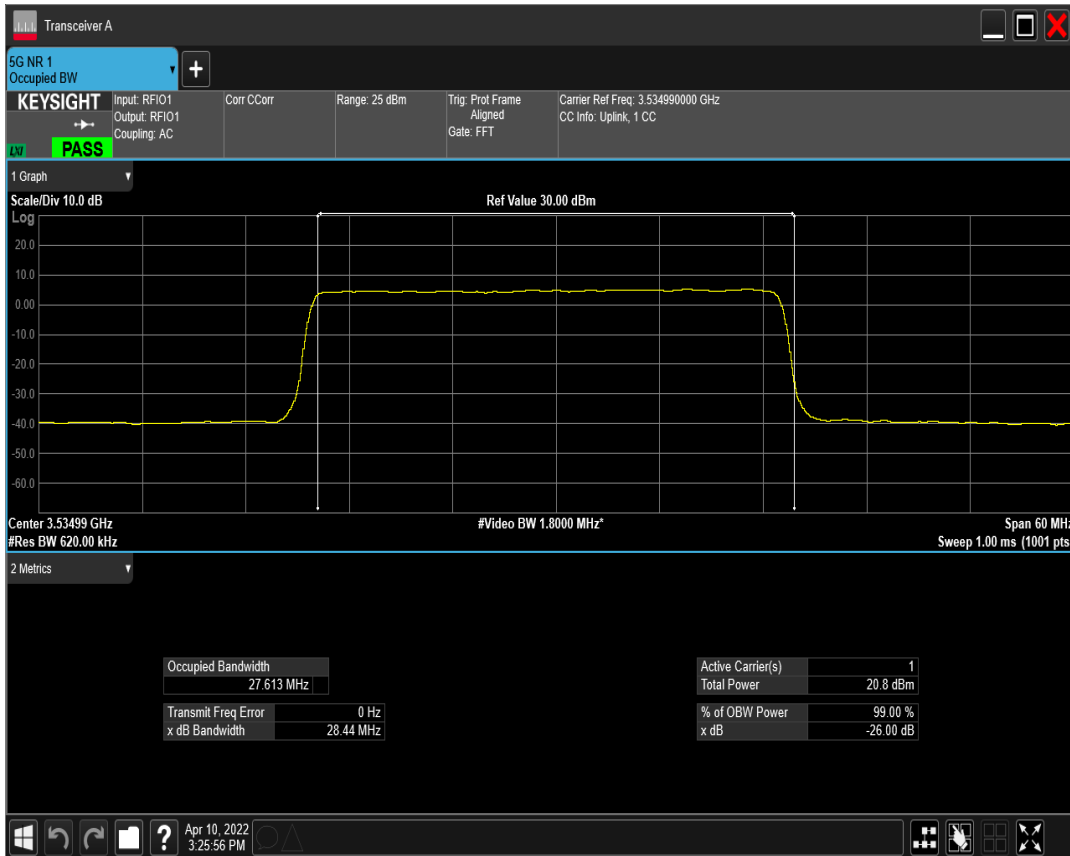 Transceiver A
5G NR 1
Occupied BW
+
KEYSIGHT
LXI
PASS
Input: RFIO1
Output: RFIO1
Coupling: AC
Corr CCorr
Range: 25 dBm
Trig: Prot Frame
Aligned
Gate: FFT
Carrier Ref Freq: 3.534990000 GHz
CC Info: Uplink, 1 CC
1 Graph
Scale/Div 10.0 dB
Ref Value 30.00 dBm
Log
20.0
10.0
0.00
-10.0
-20.0
-30.0
-40.0
-50.0
-60.0
Center 3.53499 GHz
#Video BW 1.8000 MHz*
Span 60 MHz
#Res BW 620.00 kHz
Sweep 1.00 ms (1001 pts
2 Metrics
Occupied Bandwidth
27.613 MHz
Transmit Freq Error 0 Hz
x dB Bandwidth 28.44 MHz
Active Carrier(s) 1
Total Power 20.8 dBm
% of OBW Power 99.00 %
x dB -26.00 dB
?
Apr 10, 2022
3:25:56 PM